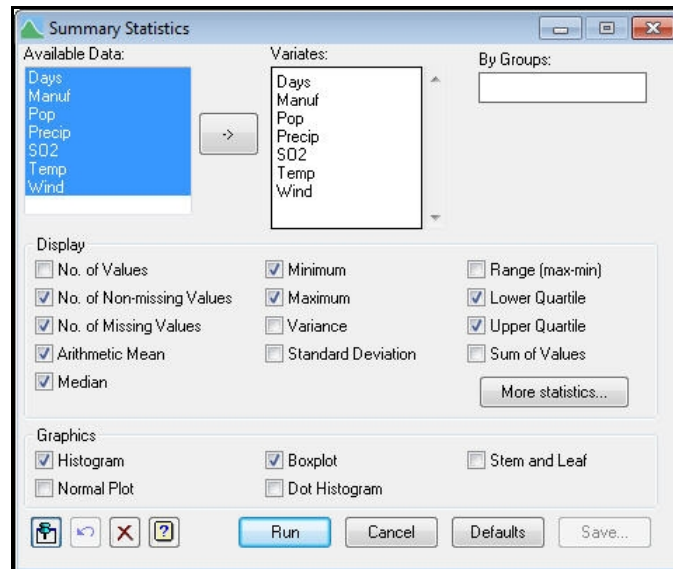 Summary Statistics
Available Data:
Variates:
By Groups:
Days
Manuf
Pop
Precip
SO2
Temp
Wind
->
Days
Manuf
Pop
Precip
SO2
Temp
Wind
Display
No. of Values
Minimum
Range (max-min)
No. of Non-missing Values
Maximum
Lower Quartile
No. of Missing Values
Variance
Upper Quartile
Arithmetic Mean
Standard Deviation
Sum of Values
Median
More statistics...
Graphics
Histogram
Boxplot
Stem and Leaf
Normal Plot
Dot Histogram
?
Run
Cancel
Defaults
Save...